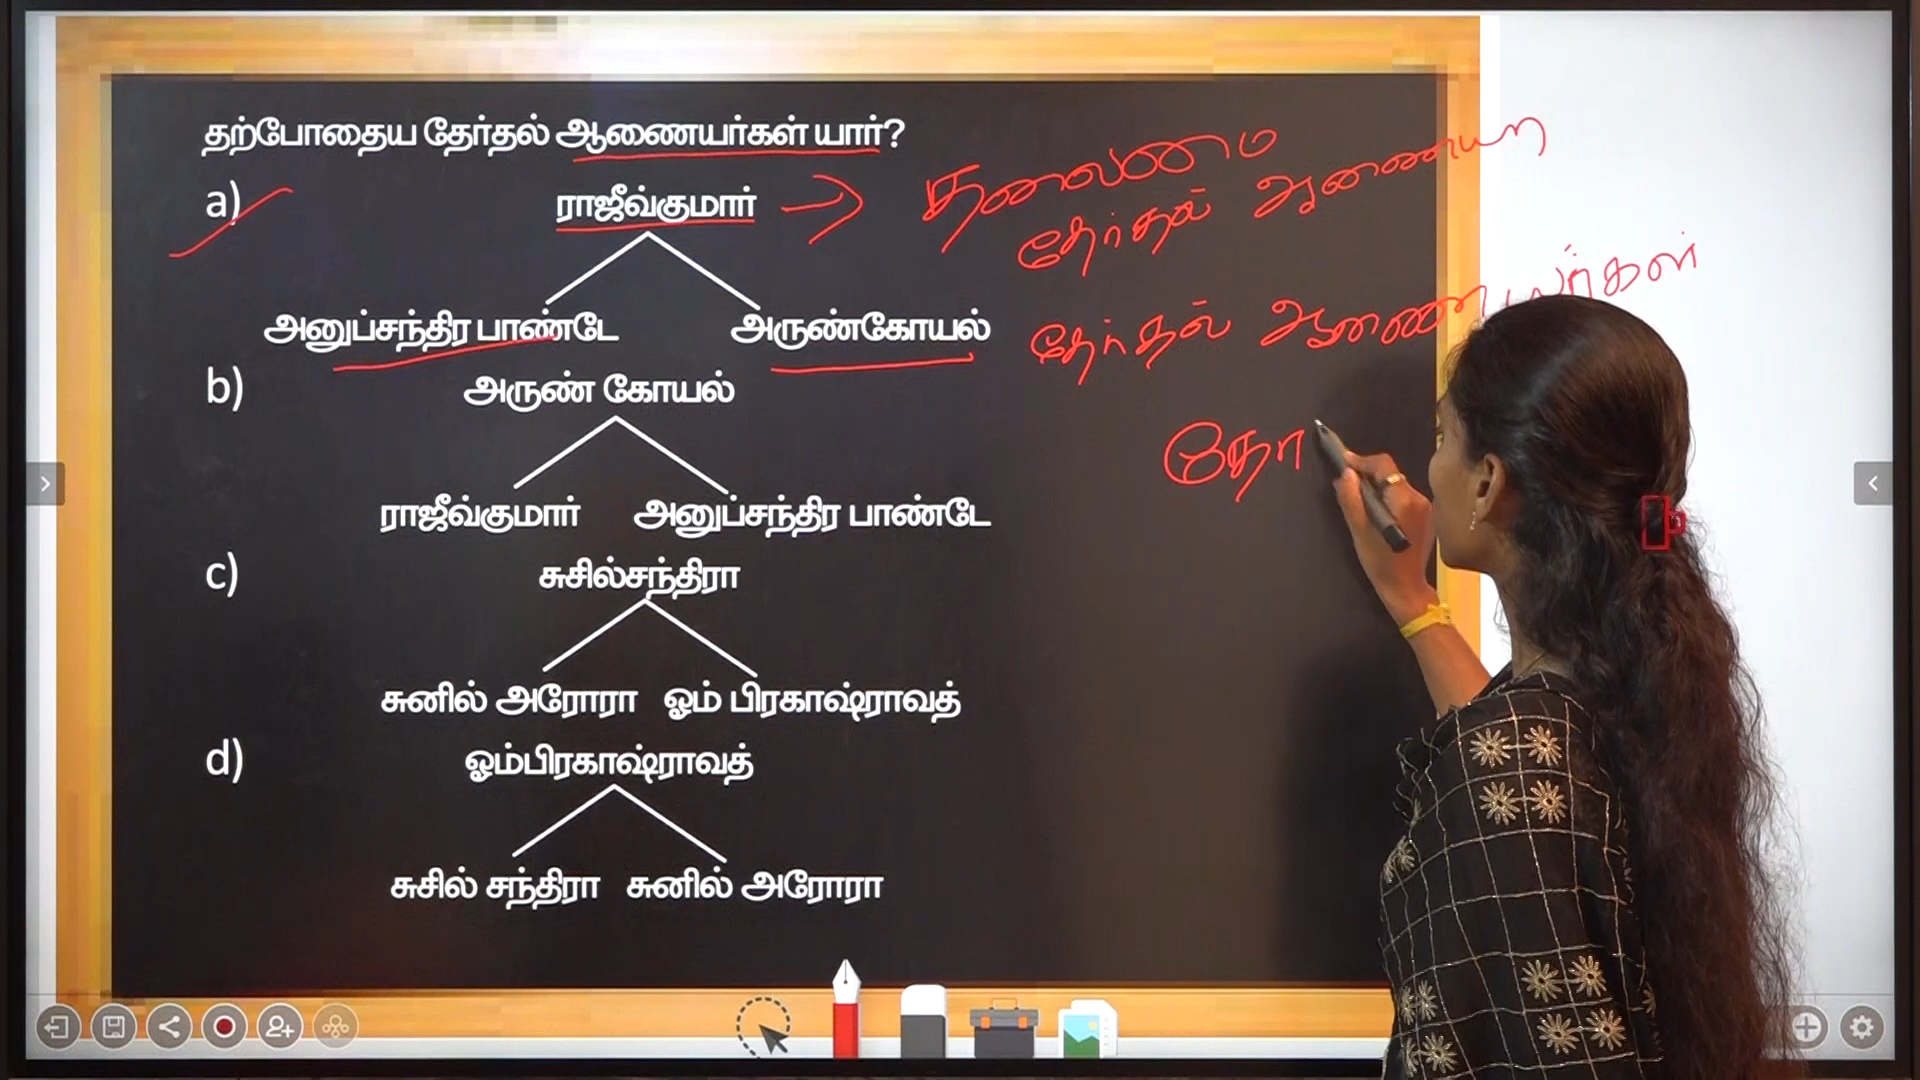 தற்போதைய தேர்தல் ஆணையர்கள் யார்?
a) ராஜீவ்குமார்
அனுப்சந்திர பாண்டே அருண்கோயல்
b) அருண் கோயல்
ராஜீவ்குமார் அனுப்சந்திர பாண்டே
c) சுசில்சந்திரா
சுனில் அரோரா ஓம் பிரகாஷ்ராவத்
d) ஓம்பிரகாஷ்ராவத்
சுசில் சந்திரா சுனில் அரோரா
தலைமை
தேர்தல் ஆணையர்
தேர்தல் ஆணையர்கள்
தேர